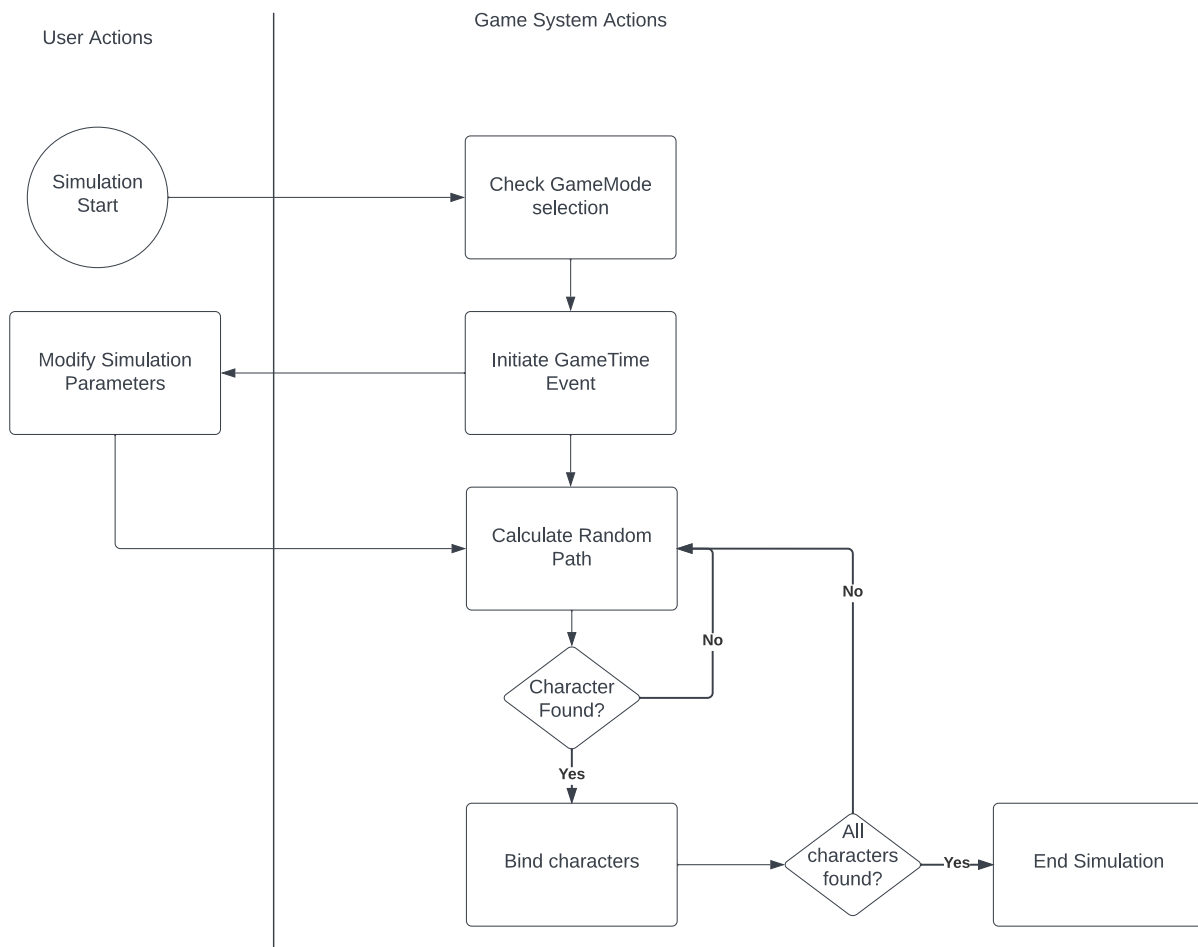 User Actions
Game System Actions
Simulation
Start
Check GameMode
selection
Modify Simulation
Parameters
Initiate GameTime
Event
Calculate Random
Path
No
No
Character
Found?
Yes
Bind characters
All
characters
found?
Yes
End Simulation